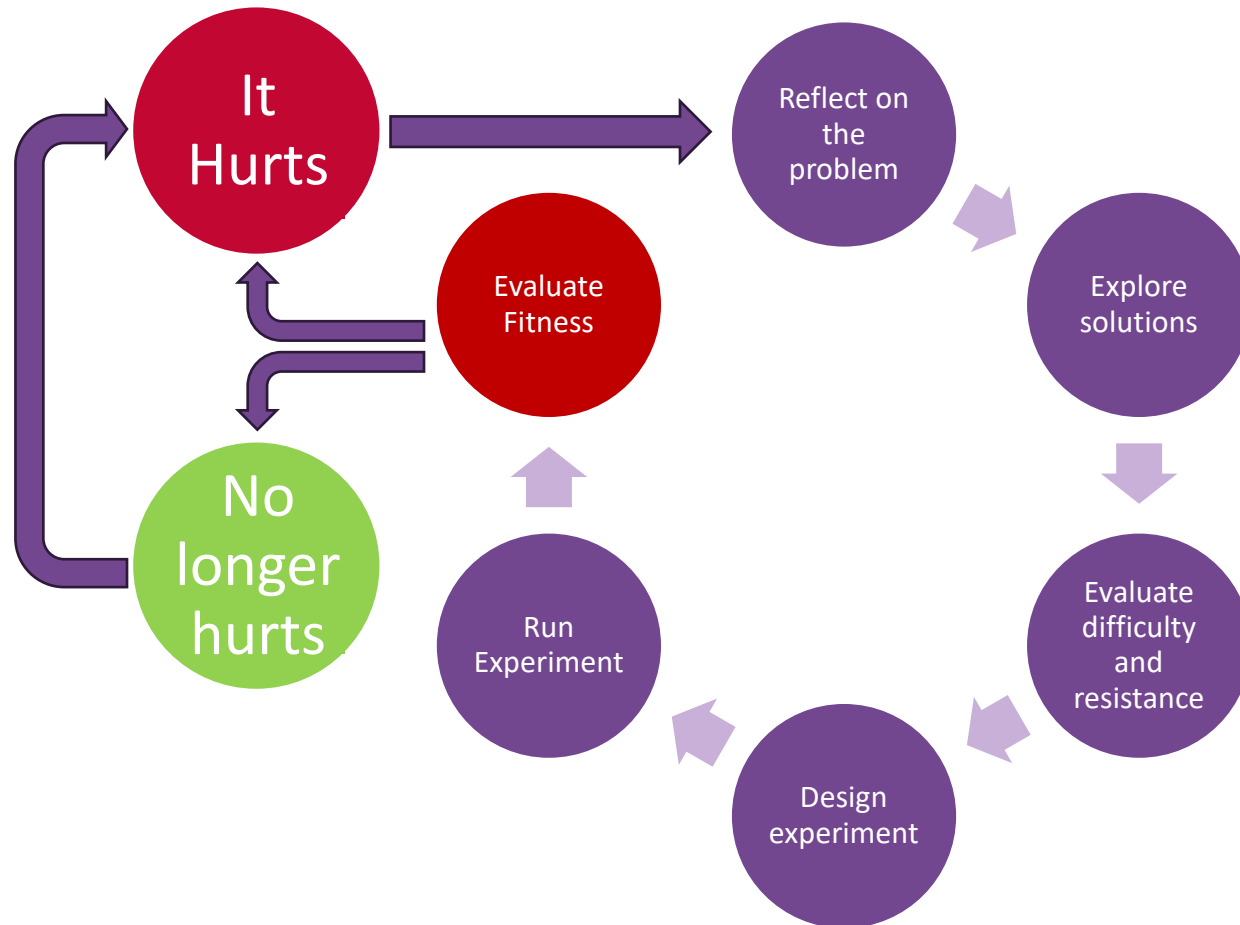 It
Hurts
Reflect on
the
problem
Explore
solutions
Evaluate
difficulty
and
resistance
Design
experiment
Run
Experiment
Evaluate
Fitness
No
longer
hurts